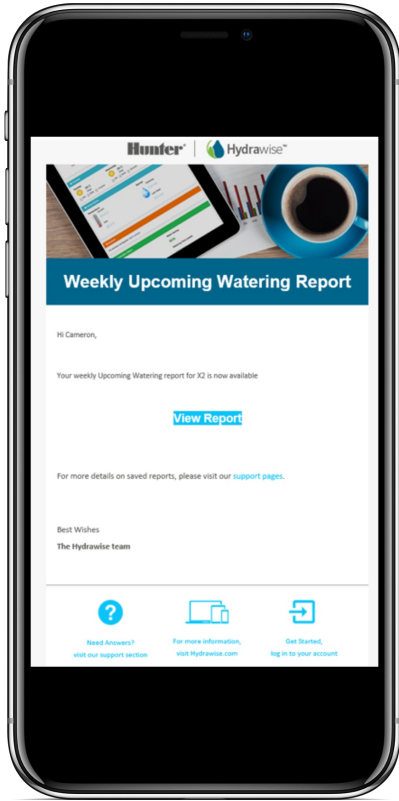 Hunter® | Hydrawise™
Weekly Upcoming Watering Report
Hi Cameron,
Your weekly Upcoming Watering report for X2 is now available
View Report
For more details on saved reports, please visit our support pages.
Best Wishes
The Hydrawise team
?
Need Answers?
visit our support section
For more information,
visit Hydrawise.com
Get Started,
log in to your account